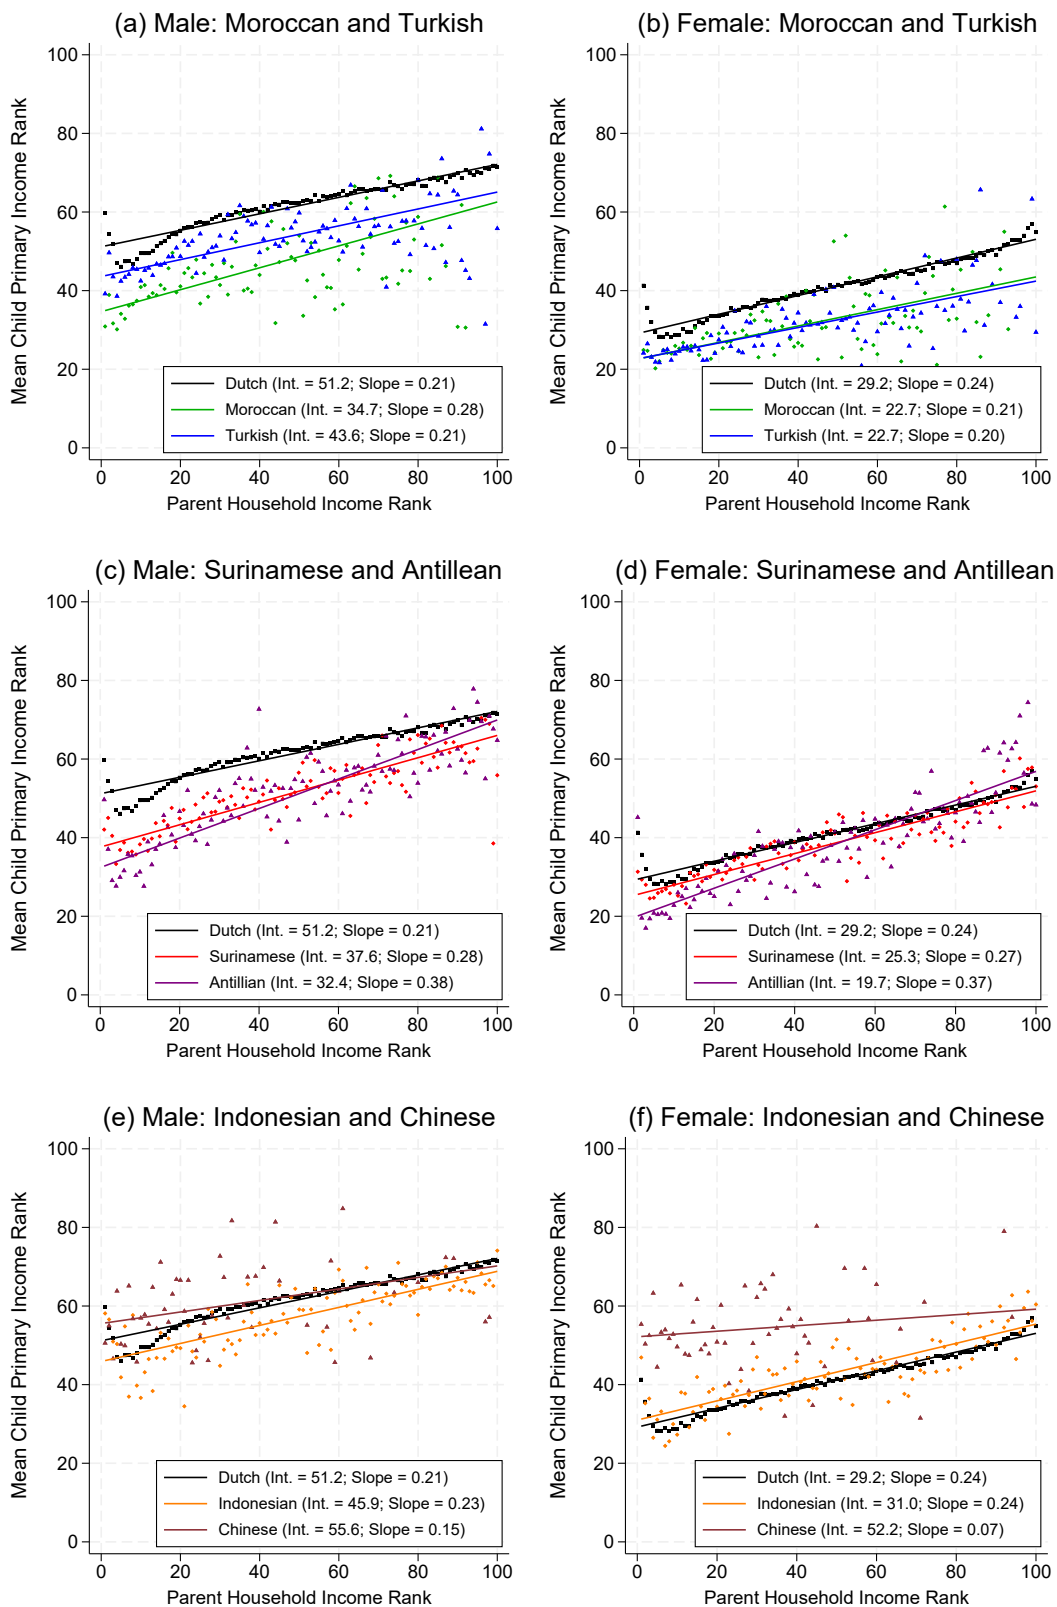 (a) Male: Moroccan and Turkish
Mean Child Primary Income Rank
100
80
60
40
20
0
Dutch (Int. = 51.2; Slope = 0.21)
Moroccan (Int. = 34.7; Slope = 0.28)
Turkish (Int. = 43.6; Slope = 0.21)
0 20 40 60 80 100
Parent Household Income Rank
(b) Female: Moroccan and Turkish
Mean Child Primary Income Rank
100
80
60
40
20
0
Dutch (Int. = 29.2; Slope = 0.24)
Moroccan (Int. = 22.7; Slope = 0.21)
Turkish (Int. = 22.7; Slope = 0.20)
0 20 40 60 80 100
Parent Household Income Rank
(c) Male: Surinamese and Antillean
Mean Child Primary Income Rank
100
80
60
40
20
0
Dutch (Int. = 51.2; Slope = 0.21)
Surinamese (Int. = 37.6; Slope = 0.28)
Antillian (Int. = 32.4; Slope = 0.38)
0 20 40 60 80 100
Parent Household Income Rank
(d) Female: Surinamese and Antillean
Mean Child Primary Income Rank
100
80
60
40
20
0
Dutch (Int. = 29.2; Slope = 0.24)
Surinamese (Int. = 25.3; Slope = 0.27)
Antillian (Int. = 19.7; Slope = 0.37)
0 20 40 60 80 100
Parent Household Income Rank
(e) Male: Indonesian and Chinese
Mean Child Primary Income Rank
100
80
60
40
20
0
Dutch (Int. = 51.2; Slope = 0.21)
Indonesian (Int. = 45.9; Slope = 0.23)
Chinese (Int. = 55.6; Slope = 0.15)
0 20 40 60 80 100
Parent Household Income Rank
(f) Female: Indonesian and Chinese
Mean Child Primary Income Rank
100
80
60
40
20
0
Dutch (Int. = 29.2; Slope = 0.24)
Indonesian (Int. = 31.0; Slope = 0.24)
Chinese (Int. = 52.2; Slope = 0.07)
0 20 40 60 80 100
Parent Household Income Rank